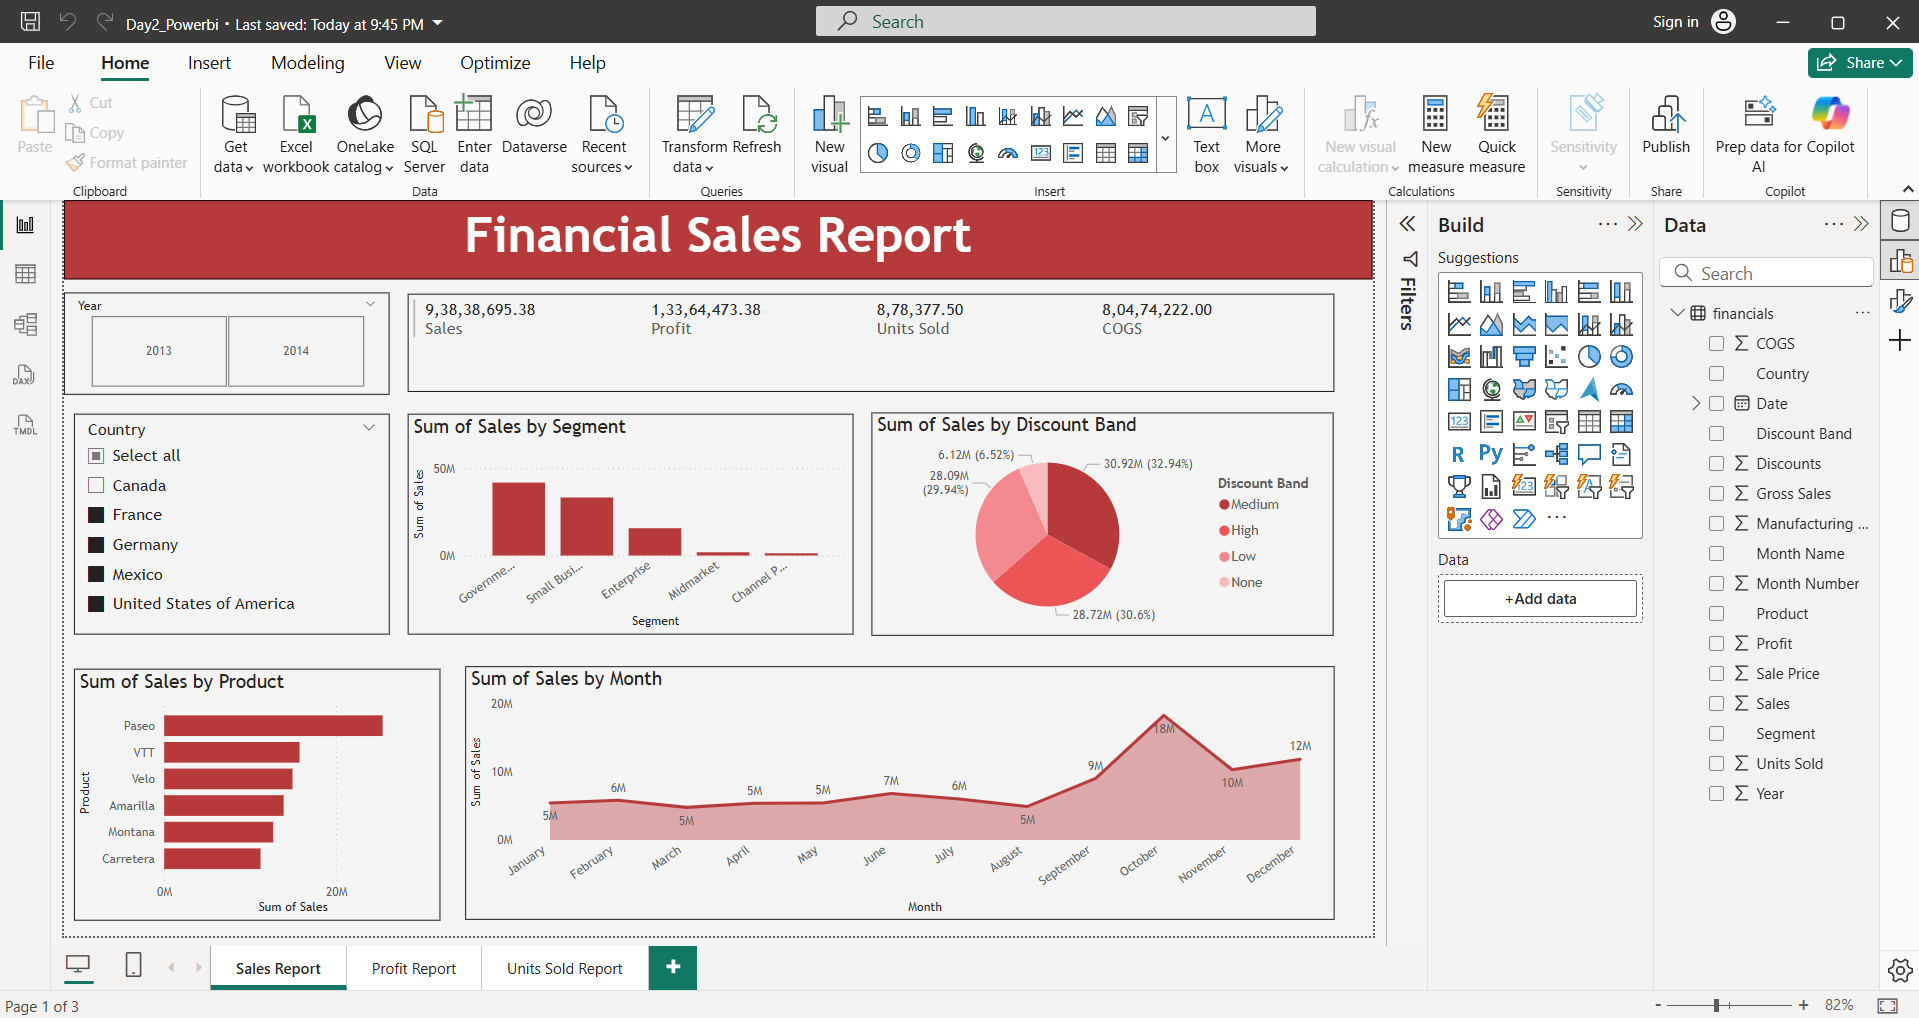 Day2_Powerbi • Last saved: Today at 9:45 PM
Search
Sign in
File
Home
Insert
Modeling
View
Optimize
Help
Share
Paste
Cut
Copy
Format painter
Clipboard
Get data
Excel workbook
OneLake catalog
SQL Server
Enter data
Dataverse
Recent sources
Data
Transform data
Refresh
Queries
New visual
Text box
More visuals
Insert
New visual calculation
New measure
Quick measure
Calculations
Sensitivity
Sensitivity
Publish
Share
Prep data for AI
Copilot
Copilot
Financial Sales Report
Year
2013
2014
9,38,38,695.38
Sales
1,33,64,473.38
Profit
8,78,377.50
Units Sold
8,04,74,222.00
COGS
Country
Select all
Canada
France
Germany
Mexico
United States of America
Sum of Sales by Segment
Sum of Sales
50M
0M
Governme...
Small Busi...
Enterprise
Midmarket
Channel P...
Segment
Sum of Sales by Discount Band
6.12M (6.52%)
30.92M (32.94%)
28.09M
(29.94%)
28.72M (30.6%)
Discount Band
Medium
High
Low
None
Sum of Sales by Product
Product
Paseo
VTT
Velo
Amarilla
Montana
Carretera
0M
20M
Sum of Sales
Sum of Sales by Month
Sum of Sales
20M
10M
0M
5M
6M
5M
5M
5M
7M
6M
5M
9M
18M
10M
12M
January
February
March
April
May
June
July
August
September
October
November
December
Month
Filters
Build
Suggestions
R
Py
123
Data
+Add data
Data
Search
financials
COGS
Country
Date
Discount Band
Discounts
Gross Sales
Manufacturing ...
Month Name
Month Number
Product
Profit
Sale Price
Sales
Segment
Units Sold
Year
DAX
TMDL
Sales Report
Profit Report
Units Sold Report
Page 1 of 3
82%